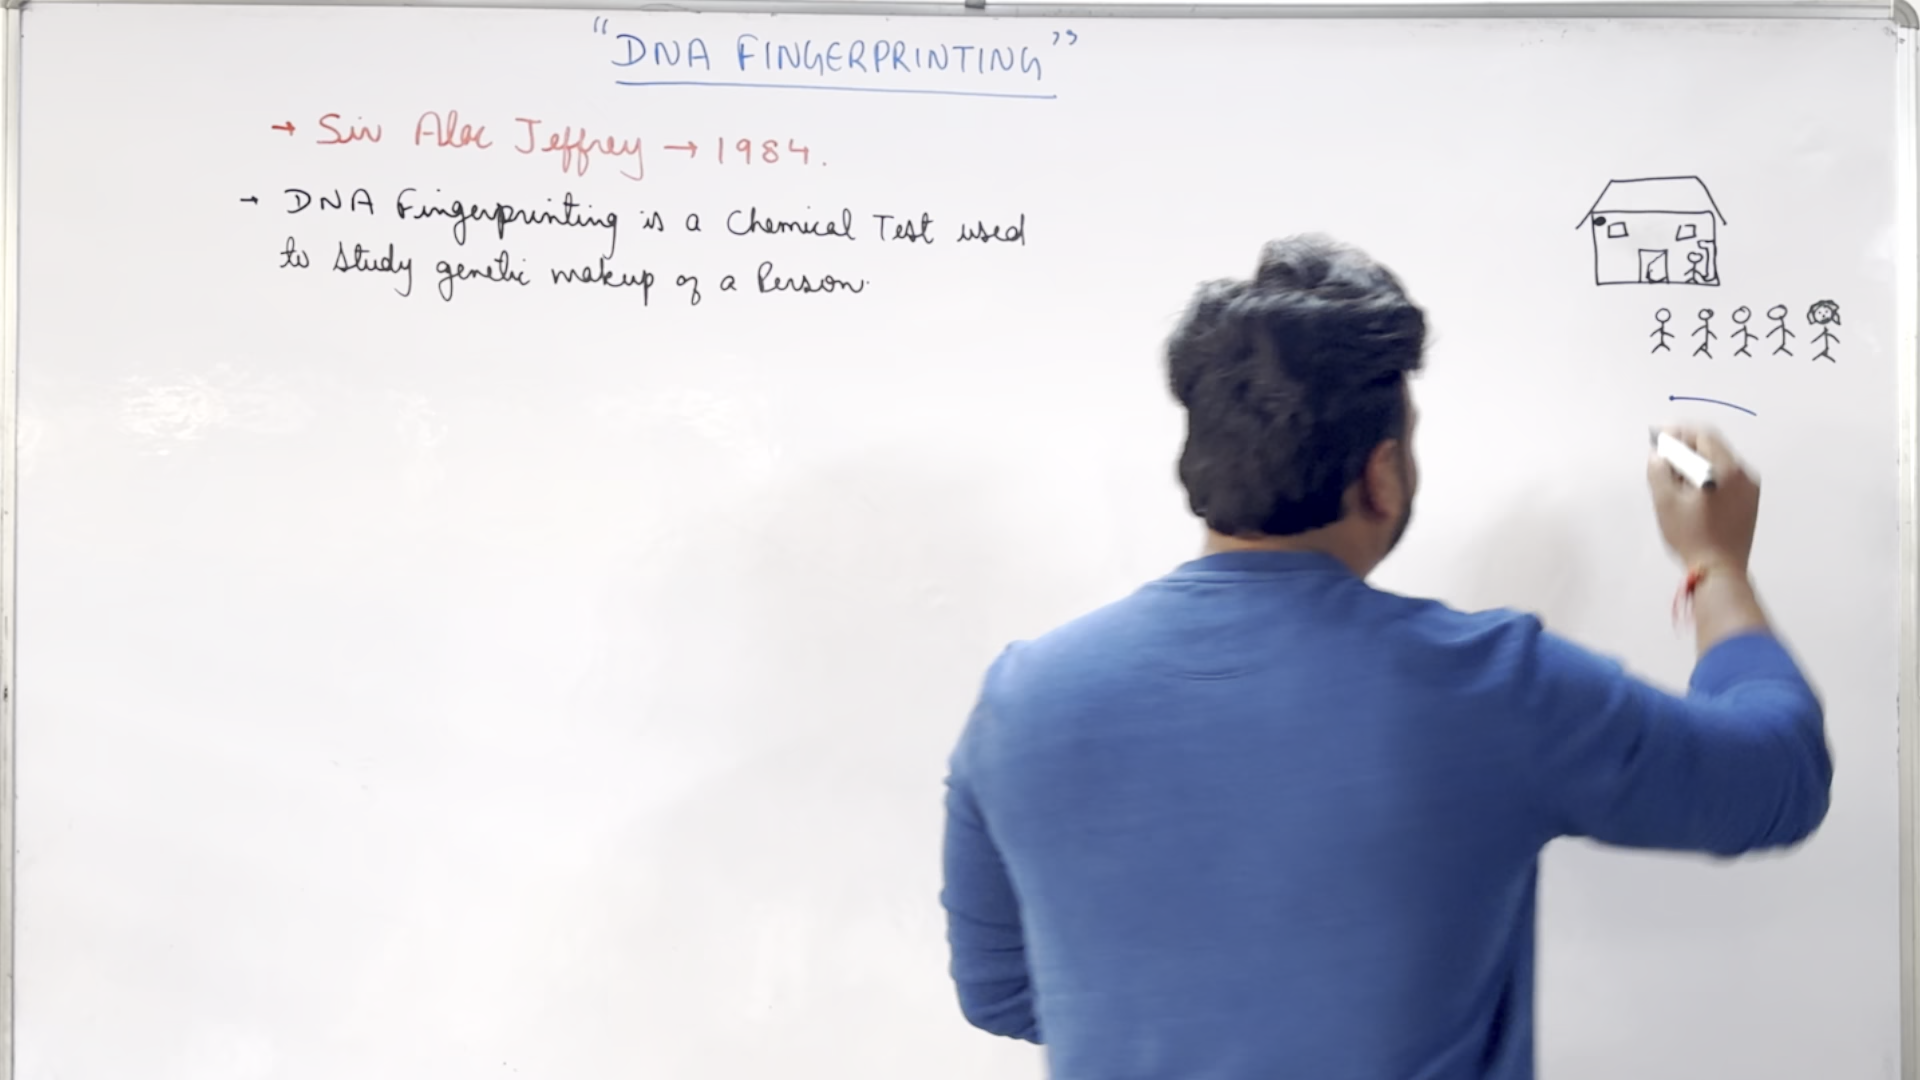 "DNA FINGERPRINTING"
→ Sir Alec Jeffrey → 1984.
→ DNA Fingerprinting is a Chemical Test used
to study genetic makeup of a Person.